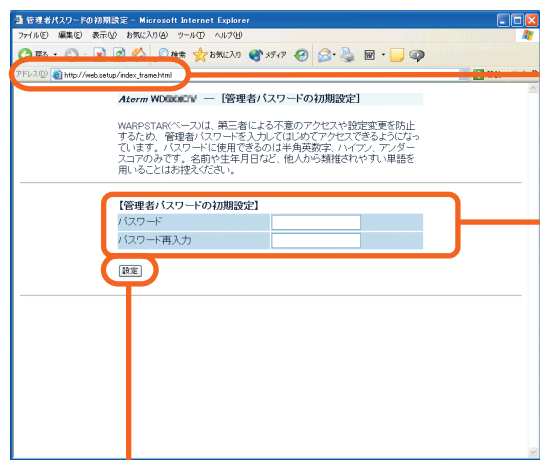 管理者パスワードの初期設定 - Microsoft Internet Explorer
ファイル(F) 編集(E) 表示(V) お気に入り(A) ツール(T) ヘルプ(H)
検索 お気に入り メディア
アドレス(D) http://web.setup/index_frame.html
Aterm WD — [管理者パスワードの初期設定]
WARPSTAR(ベース)は、第三者による不意のアクセスや設定変更を防止
するため、管理者パスワードを入力してはじめてアクセスできるようになっ
ています。パスワードに使用できるのは半角英数字、ハイフン、アンダー
スコアのみです。名前や生年月日など、他人から類推されやすい単語を
用いることはお控えください。
【管理者パスワードの初期設定】
パスワード
パスワード再入力
設定